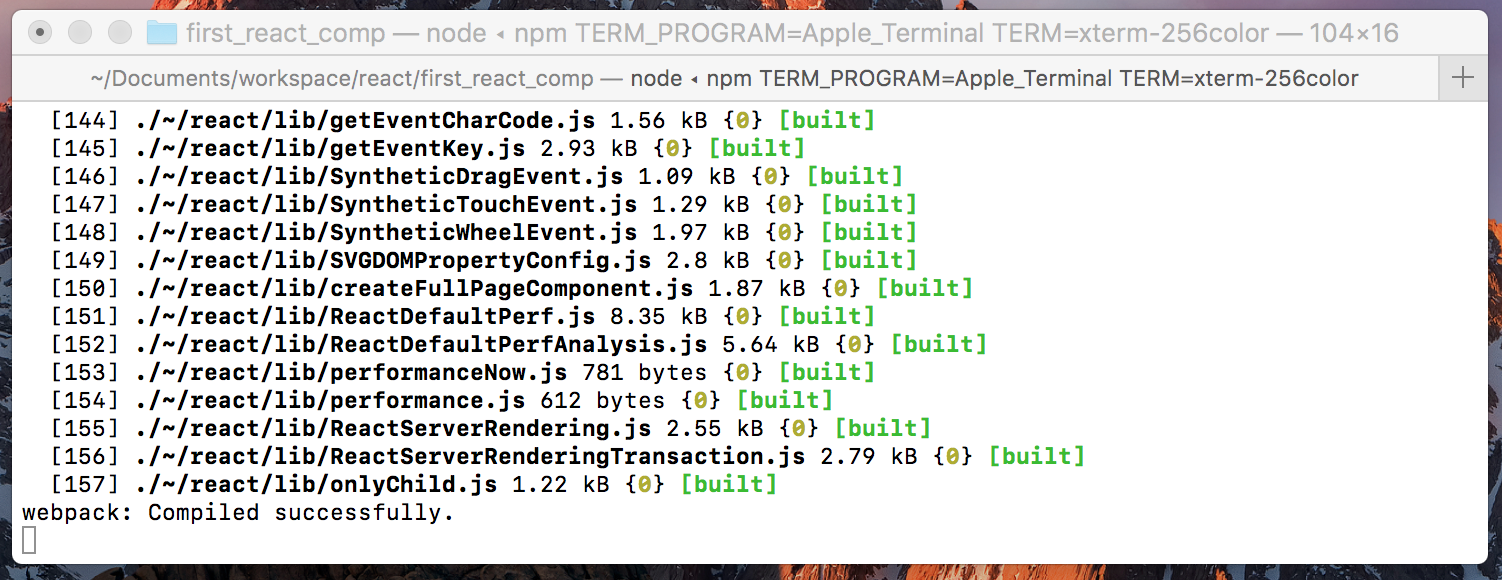 first_react_comp — node ◂ npm TERM_PROGRAM=Apple_Terminal TERM=xterm-256color — 104×16
~/Documents/workspace/react/first_react_comp — node ◂ npm TERM_PROGRAM=Apple_Terminal TERM=xterm-256color +
[144] ./~/react/lib/getEventCharCode.js 1.56 kB {0} [built]
[145] ./~/react/lib/getEventKey.js 2.93 kB {0} [built]
[146] ./~/react/lib/SyntheticDragEvent.js 1.09 kB {0} [built]
[147] ./~/react/lib/SyntheticTouchEvent.js 1.29 kB {0} [built]
[148] ./~/react/lib/SyntheticWheelEvent.js 1.97 kB {0} [built]
[149] ./~/react/lib/SVGDOMPropertyConfig.js 2.8 kB {0} [built]
[150] ./~/react/lib/createFullPageComponent.js 1.87 kB {0} [built]
[151] ./~/react/lib/ReactDefaultPerf.js 8.35 kB {0} [built]
[152] ./~/react/lib/ReactDefaultPerfAnalysis.js 5.64 kB {0} [built]
[153] ./~/react/lib/performanceNow.js 781 bytes {0} [built]
[154] ./~/react/lib/performance.js 612 bytes {0} [built]
[155] ./~/react/lib/ReactServerRendering.js 2.55 kB {0} [built]
[156] ./~/react/lib/ReactServerRenderingTransaction.js 2.79 kB {0} [built]
[157] ./~/react/lib/onlyChild.js 1.22 kB {0} [built]
webpack: Compiled successfully.